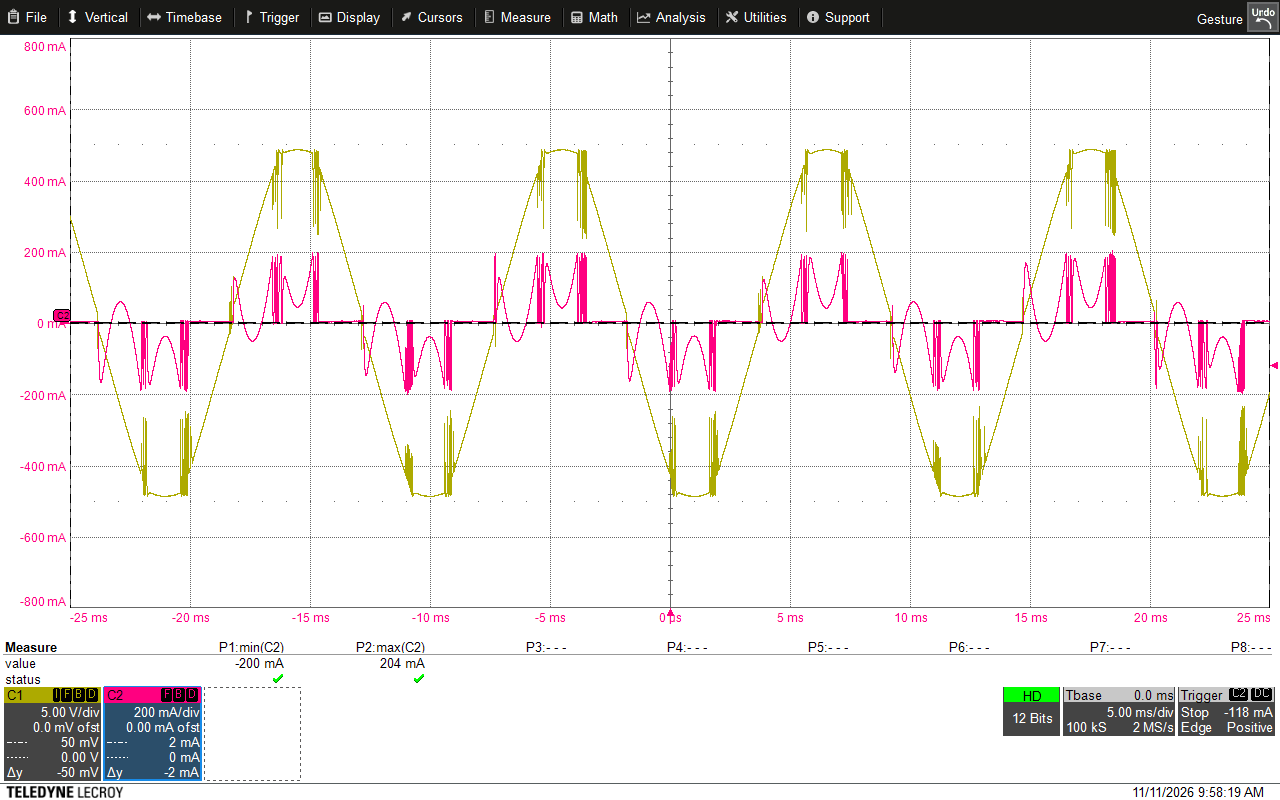 File Vertical Timebase Trigger Display Cursors Measure Math Analysis Utilities Support Gesture Undo
800 mA
600 mA
400 mA
200 mA
C2
0 mA
-200 mA
-400 mA
-600 mA
-800 mA
-25 ms -20 ms -15 ms -10 ms -5 ms 0 µs 5 ms 10 ms 15 ms 20 ms 25 ms
Measure P1:min(C2) P2:max(C2) P3:- - - P4:- - - P5:- - - P6:- - - P7:- - - P8:- - -
value -200 mA 204 mA
status
C1 I F B D C2 F B D HD Tbase 0.0 ms Trigger C2 DC
5.00 V/div 200 mA/div 12 Bits 5.00 ms/div Stop -118 mA
0.0 mV ofst 0.00 mA ofst 100 kS 2 MS/s Edge Positive
50 mV 2 mA
0.00 V 0 mA
Δy -50 mV Δy -2 mA
TELEDYNE LECROY 11/11/2026 9:58:19 AM